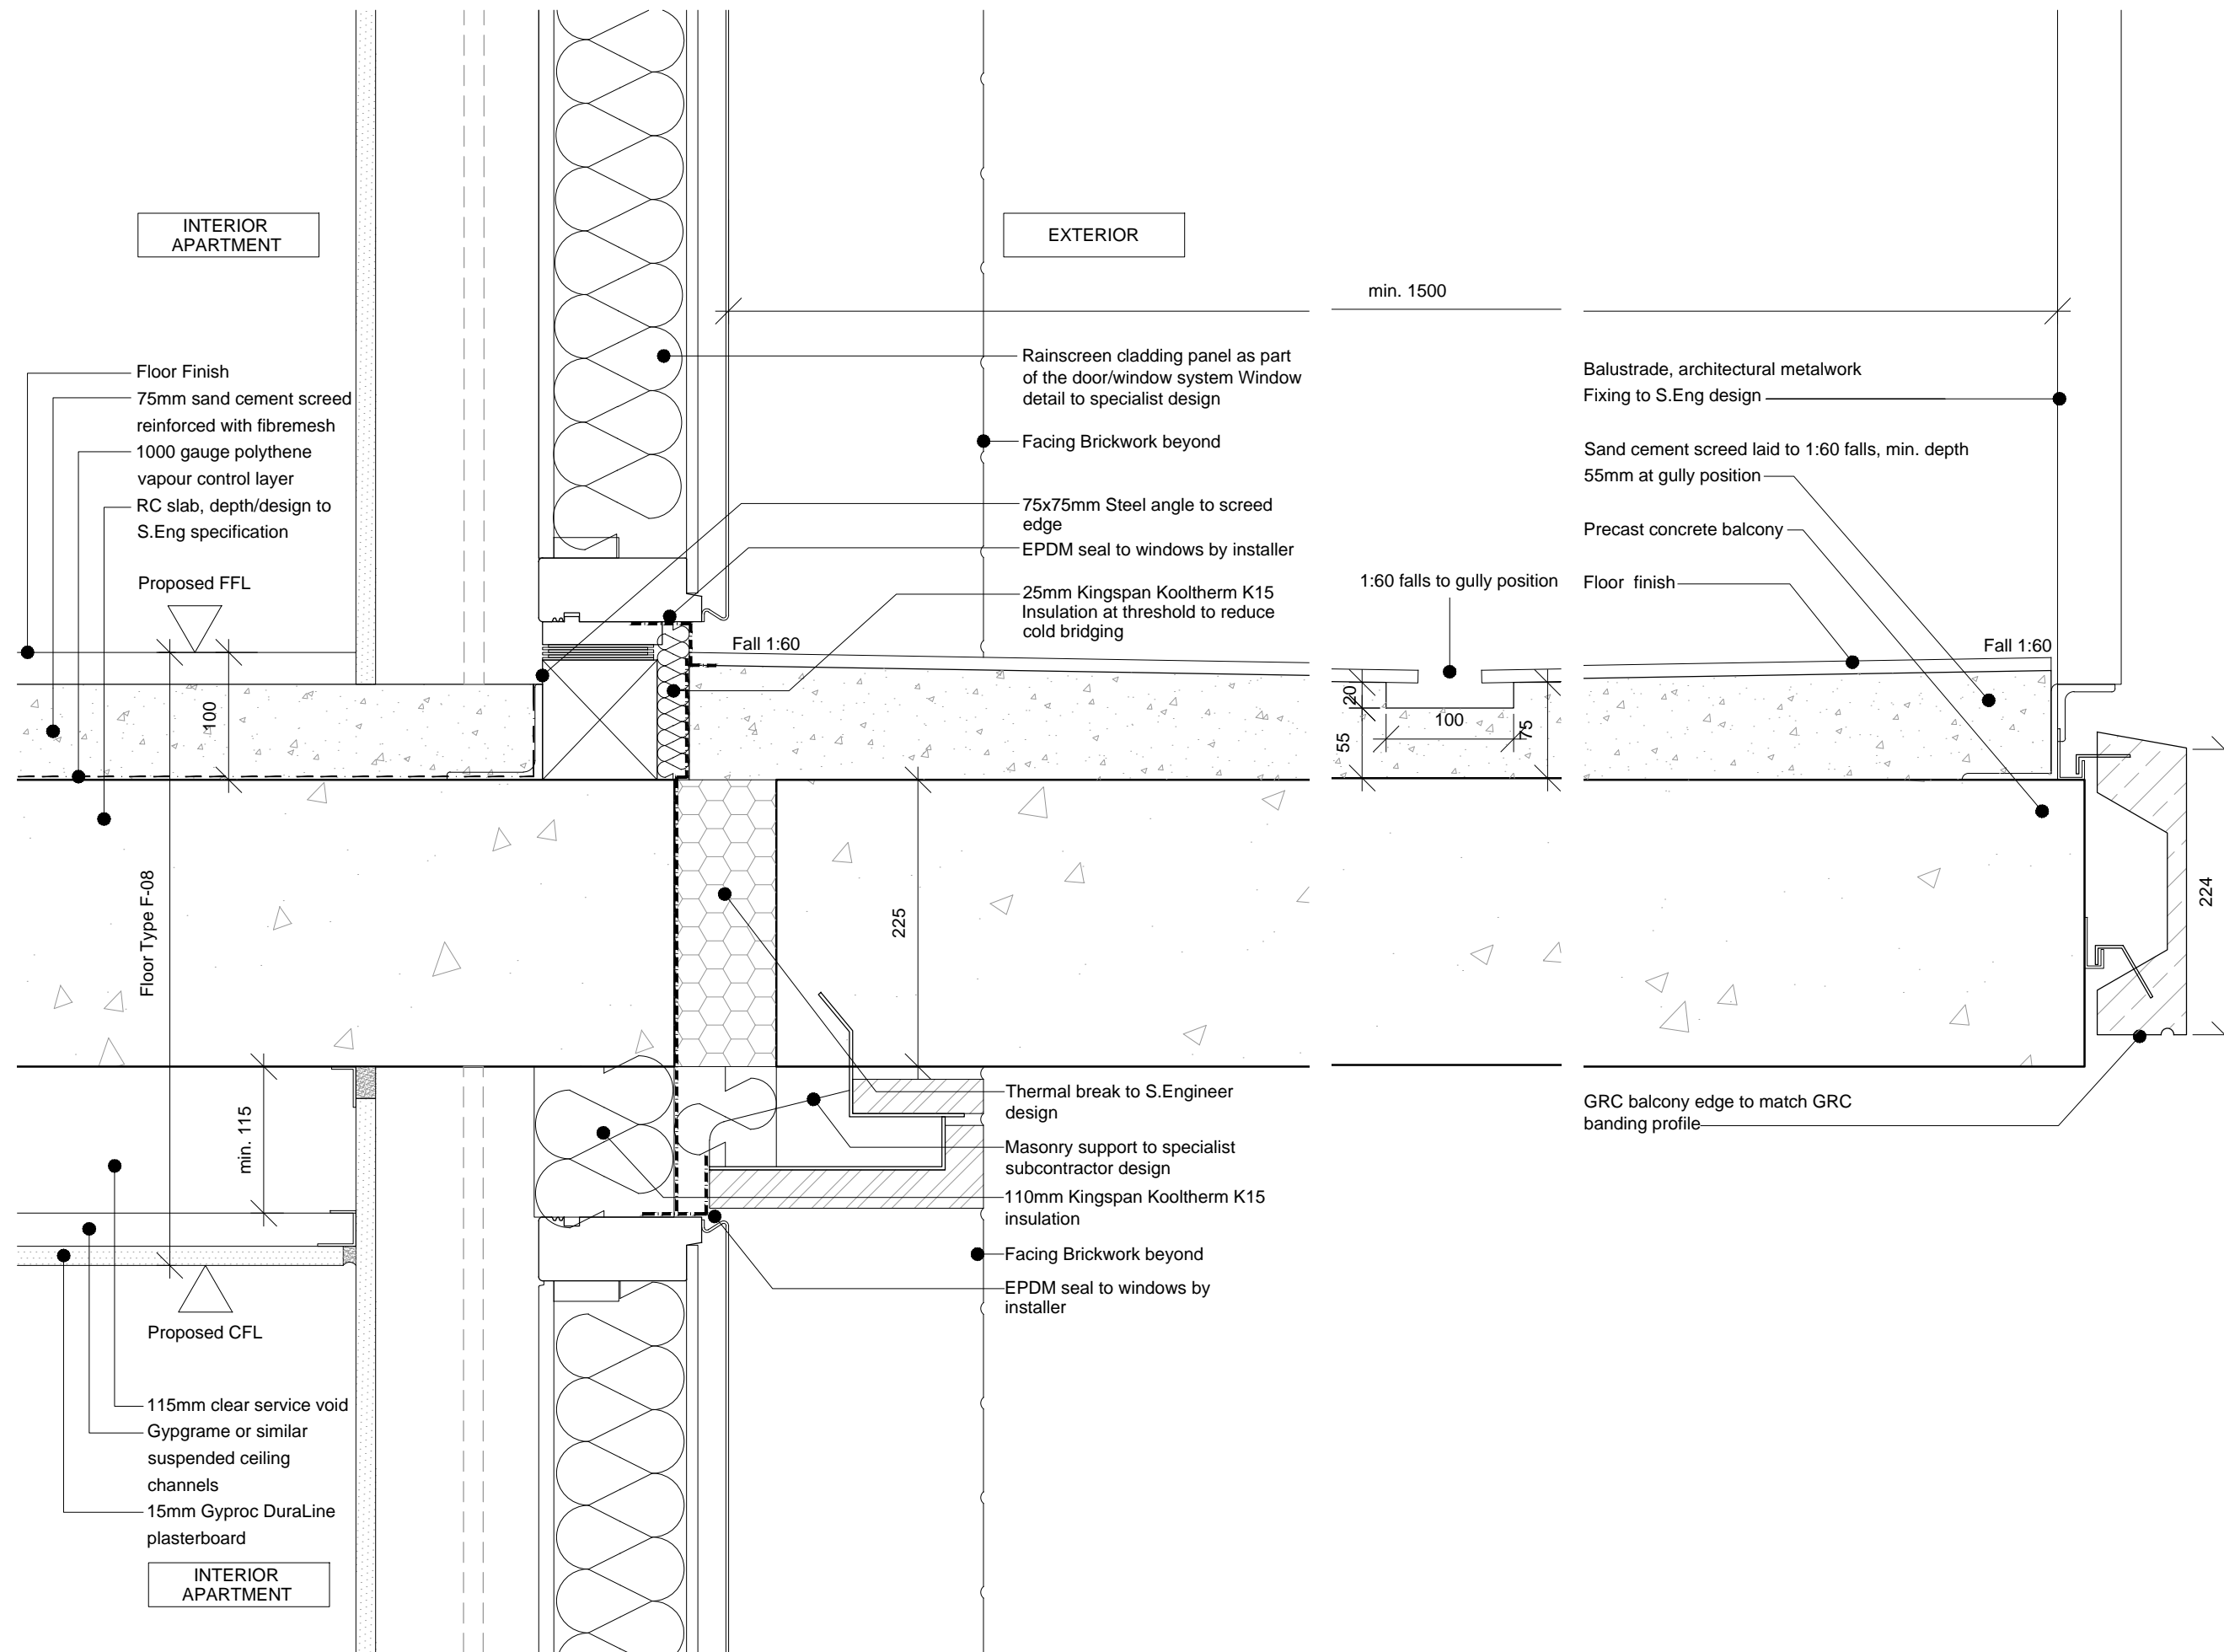 INTERIOR
APARTMENT
EXTERIOR
min. 1500
Floor Finish
75mm sand cement screed
reinforced with fibremesh
1000 gauge polythene
vapour control layer
RC slab, depth/design to
S.Eng specification
Proposed FFL
Rainscreen cladding panel as part
of the door/window system Window
detail to specialist design
Facing Brickwork beyond
75x75mm Steel angle to screed
edge
EPDM seal to windows by installer
25mm Kingspan Kooltherm K15
Insulation at threshold to reduce
cold bridging
Fall 1:60
1:60 falls to gully position
Balustrade, architectural metalwork
Fixing to S.Eng design
Sand cement screed laid to 1:60 falls, min. depth
55mm at gully position
Precast concrete balcony
Floor finish
Fall 1:60
100
20
100
55
75
Floor Type F-08
225
224
min. 115
Thermal break to S.Engineer
design
Masonry support to specialist
subcontractor design
110mm Kingspan Kooltherm K15
insulation
Facing Brickwork beyond
EPDM seal to windows by
installer
GRC balcony edge to match GRC
banding profile
Proposed CFL
115mm clear service void
Gypgrame or similar
suspended ceiling
channels
15mm Gyproc DuraLine
plasterboard
INTERIOR
APARTMENT